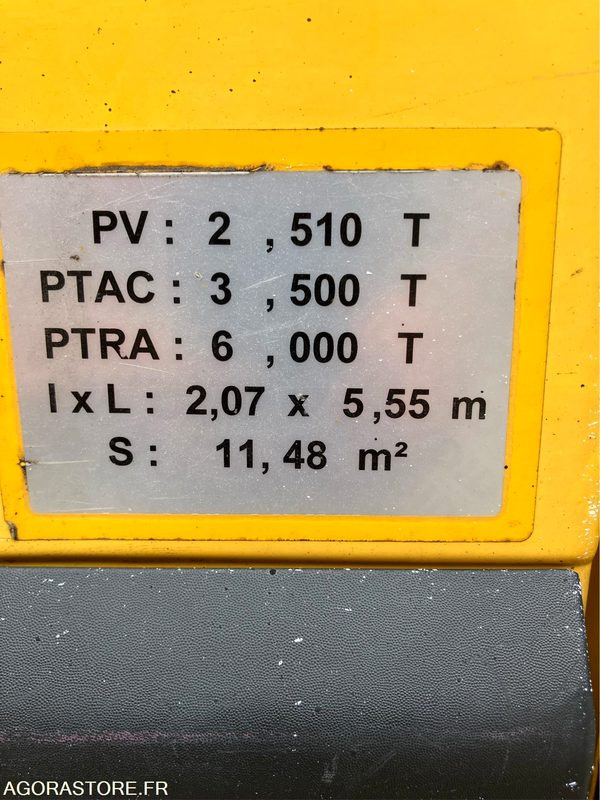 PV : 2 , 510 T
PTAC : 3 , 500 T
PTRA : 6 , 000 T
l x L : 2,07 x 5,55 m
S : 11, 48 m²
AGORASTORE.FR